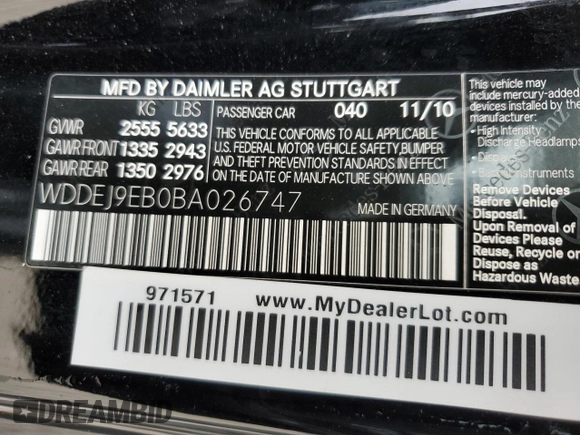 MFD BY DAIMLER AG STUTTGART
KG LBS
PASSENGER CAR 040 11/10
GVWR 2555 5633
GAWR FRONT 1335 2943
GAWR REAR 1350 2976
THIS VEHICLE CONFORMS TO ALL APPLICABLE
U.S. FEDERAL MOTOR VEHICLE SAFETY, BUMPER
AND THEFT PREVENTION STANDARDS IN EFFECT
ON THE DATE OF MANUFACTURE SHOWN ABOVE.
WDDEJ9EB0BA026747 MADE IN GERMANY
This vehicle may
include mercury-added
devices installed by the
manufacturer:
- High Intensity
Discharge Headlamps
Instruments
Remove Devices
Before Vehicle
Disposal.
Upon Removal of
Devices Please
Reuse, Recycle or
Dispose as
Hazardous Waste
971571 www.MyDealerLot.com
DREAMBID